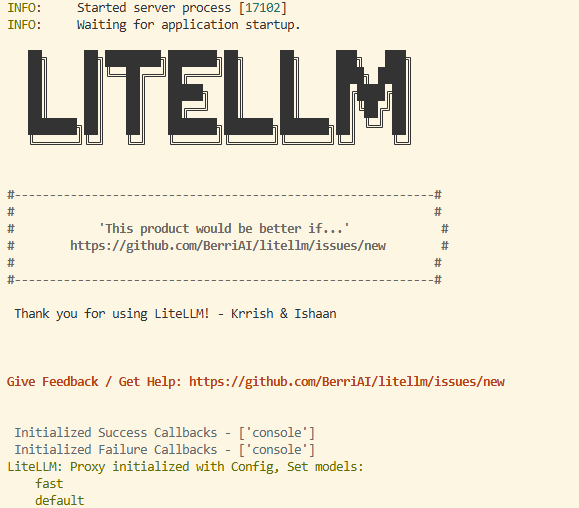 INFO:     Started server process [17102]
INFO:     Waiting for application startup.
LITELLM
#------------------------------------------------------------#
#                                                            #
#            'This product would be better if...'             #
#        https://github.com/BerriAI/litellm/issues/new        #
#                                                            #
#------------------------------------------------------------#
 Thank you for using LiteLLM! - Krrish & Ishaan
Give Feedback / Get Help: https://github.com/BerriAI/litellm/issues/new
 Initialized Success Callbacks - ['console']
 Initialized Failure Callbacks - ['console']
LiteLLM: Proxy initialized with Config, Set models:
    fast
    default